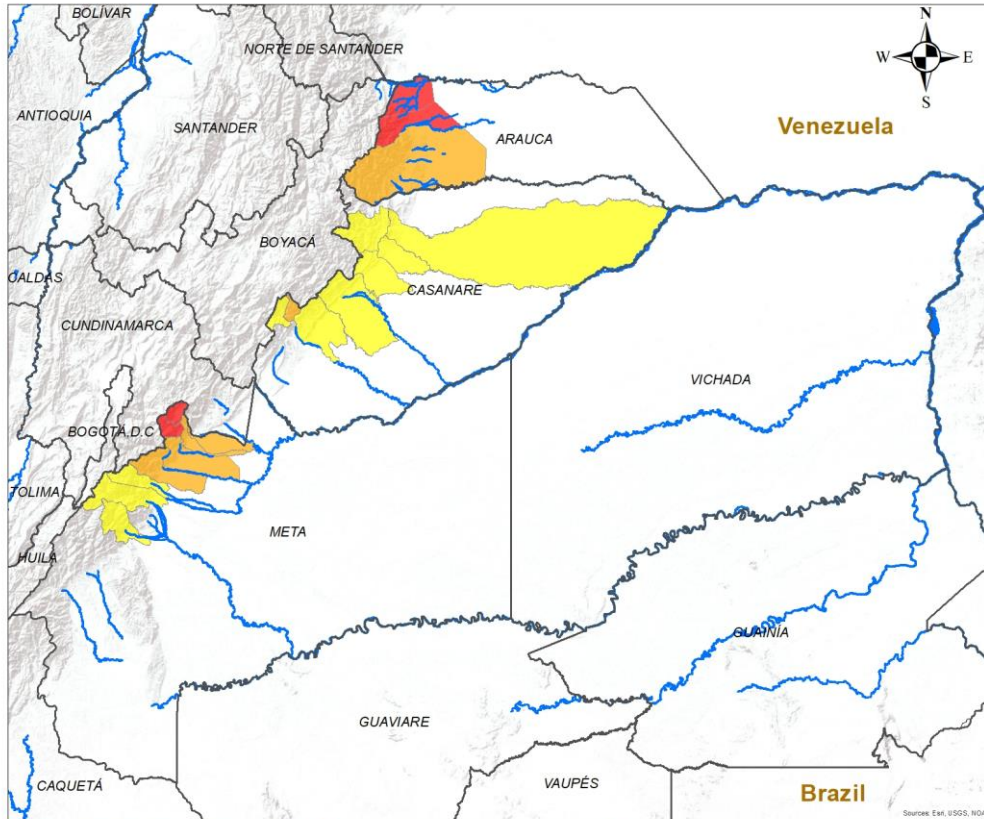 BOLÍVAR
N
NORTE DE SANTANDER
W
E
S
ANTIOQUIA
SANTANDER
ARAUCA
Venezuela
BOYACÁ
CALDAS
CASANARE
CUNDINAMARCA
VICHADA
BOGOTÁ, D.C
TOLIMA
META
HUILA
GUAINÍA
GUAVIARE
CAQUETÁ
VAUPÉS
Brazil
Sources: Esri, USGS, NOA